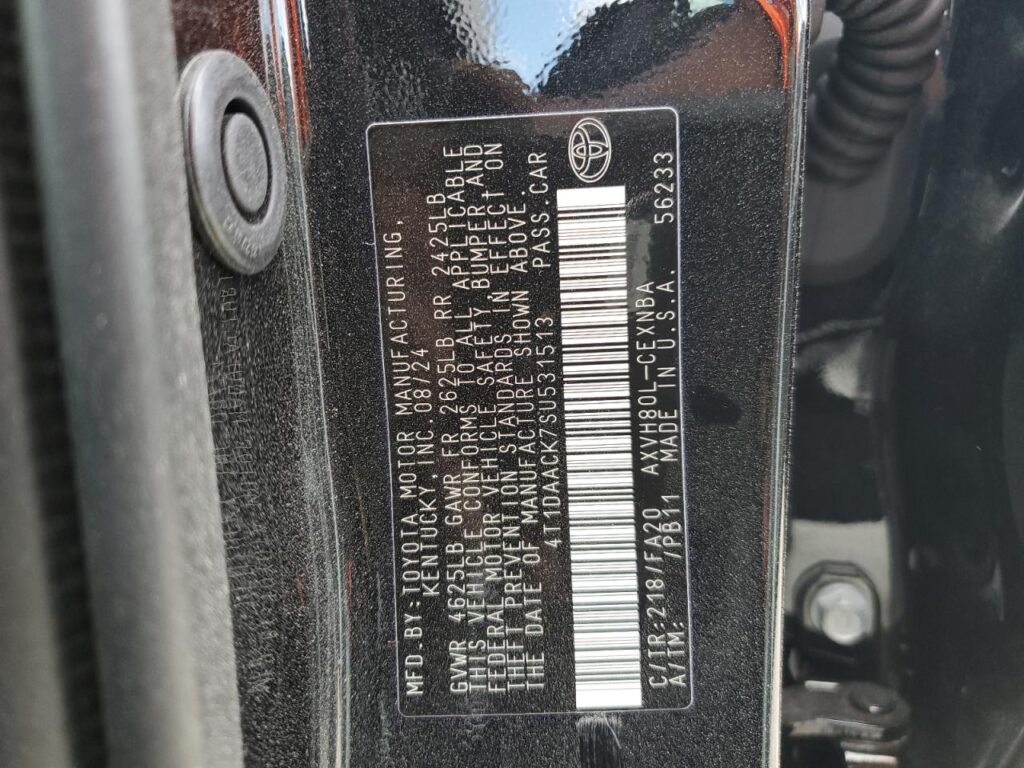 MFD.BY:TOYOTA MOTOR MANUFACTURING,
KENTUCKY INC. 08/24
GVWR 4625LB GAWR FR 2625LB RR 2425LB
THIS VEHICLE CONFORMS TO ALL APPLICABLE
FEDERAL MOTOR VEHICLE SAFETY, BUMPER AND
THEFT PREVENTION STANDARDS IN EFFECT ON
THE DATE OF MANUFACTURE SHOWN ABOVE.
4T1DAACK7SU531513 PASS.CAR
C/TR:218//FA20 AXVH80L-CEXNBA 56233
A/TM: /PB11 MADE IN U.S.A.